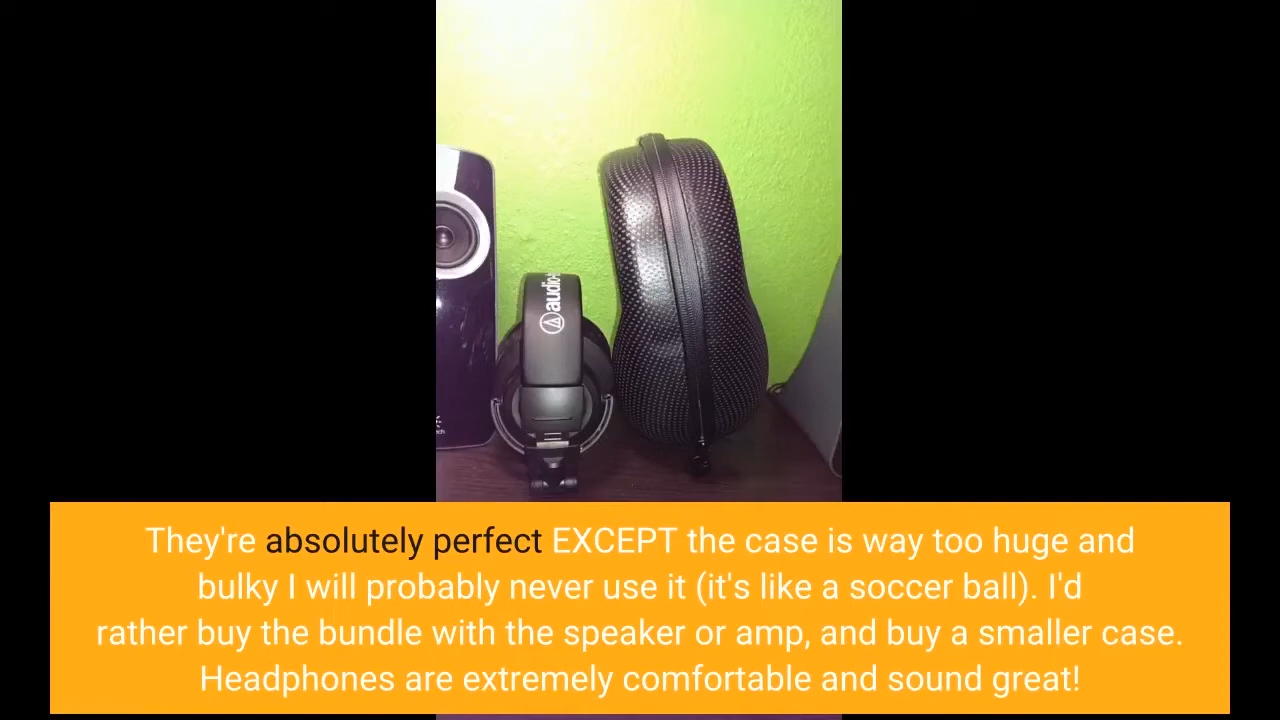 audio-
ech
They're absolutely perfect EXCEPT the case is way too huge and
bulky I will probably never use it (it's like a soccer ball). I'd
rather buy the bundle with the speaker or amp, and buy a smaller case.
Headphones are extremely comfortable and sound great!